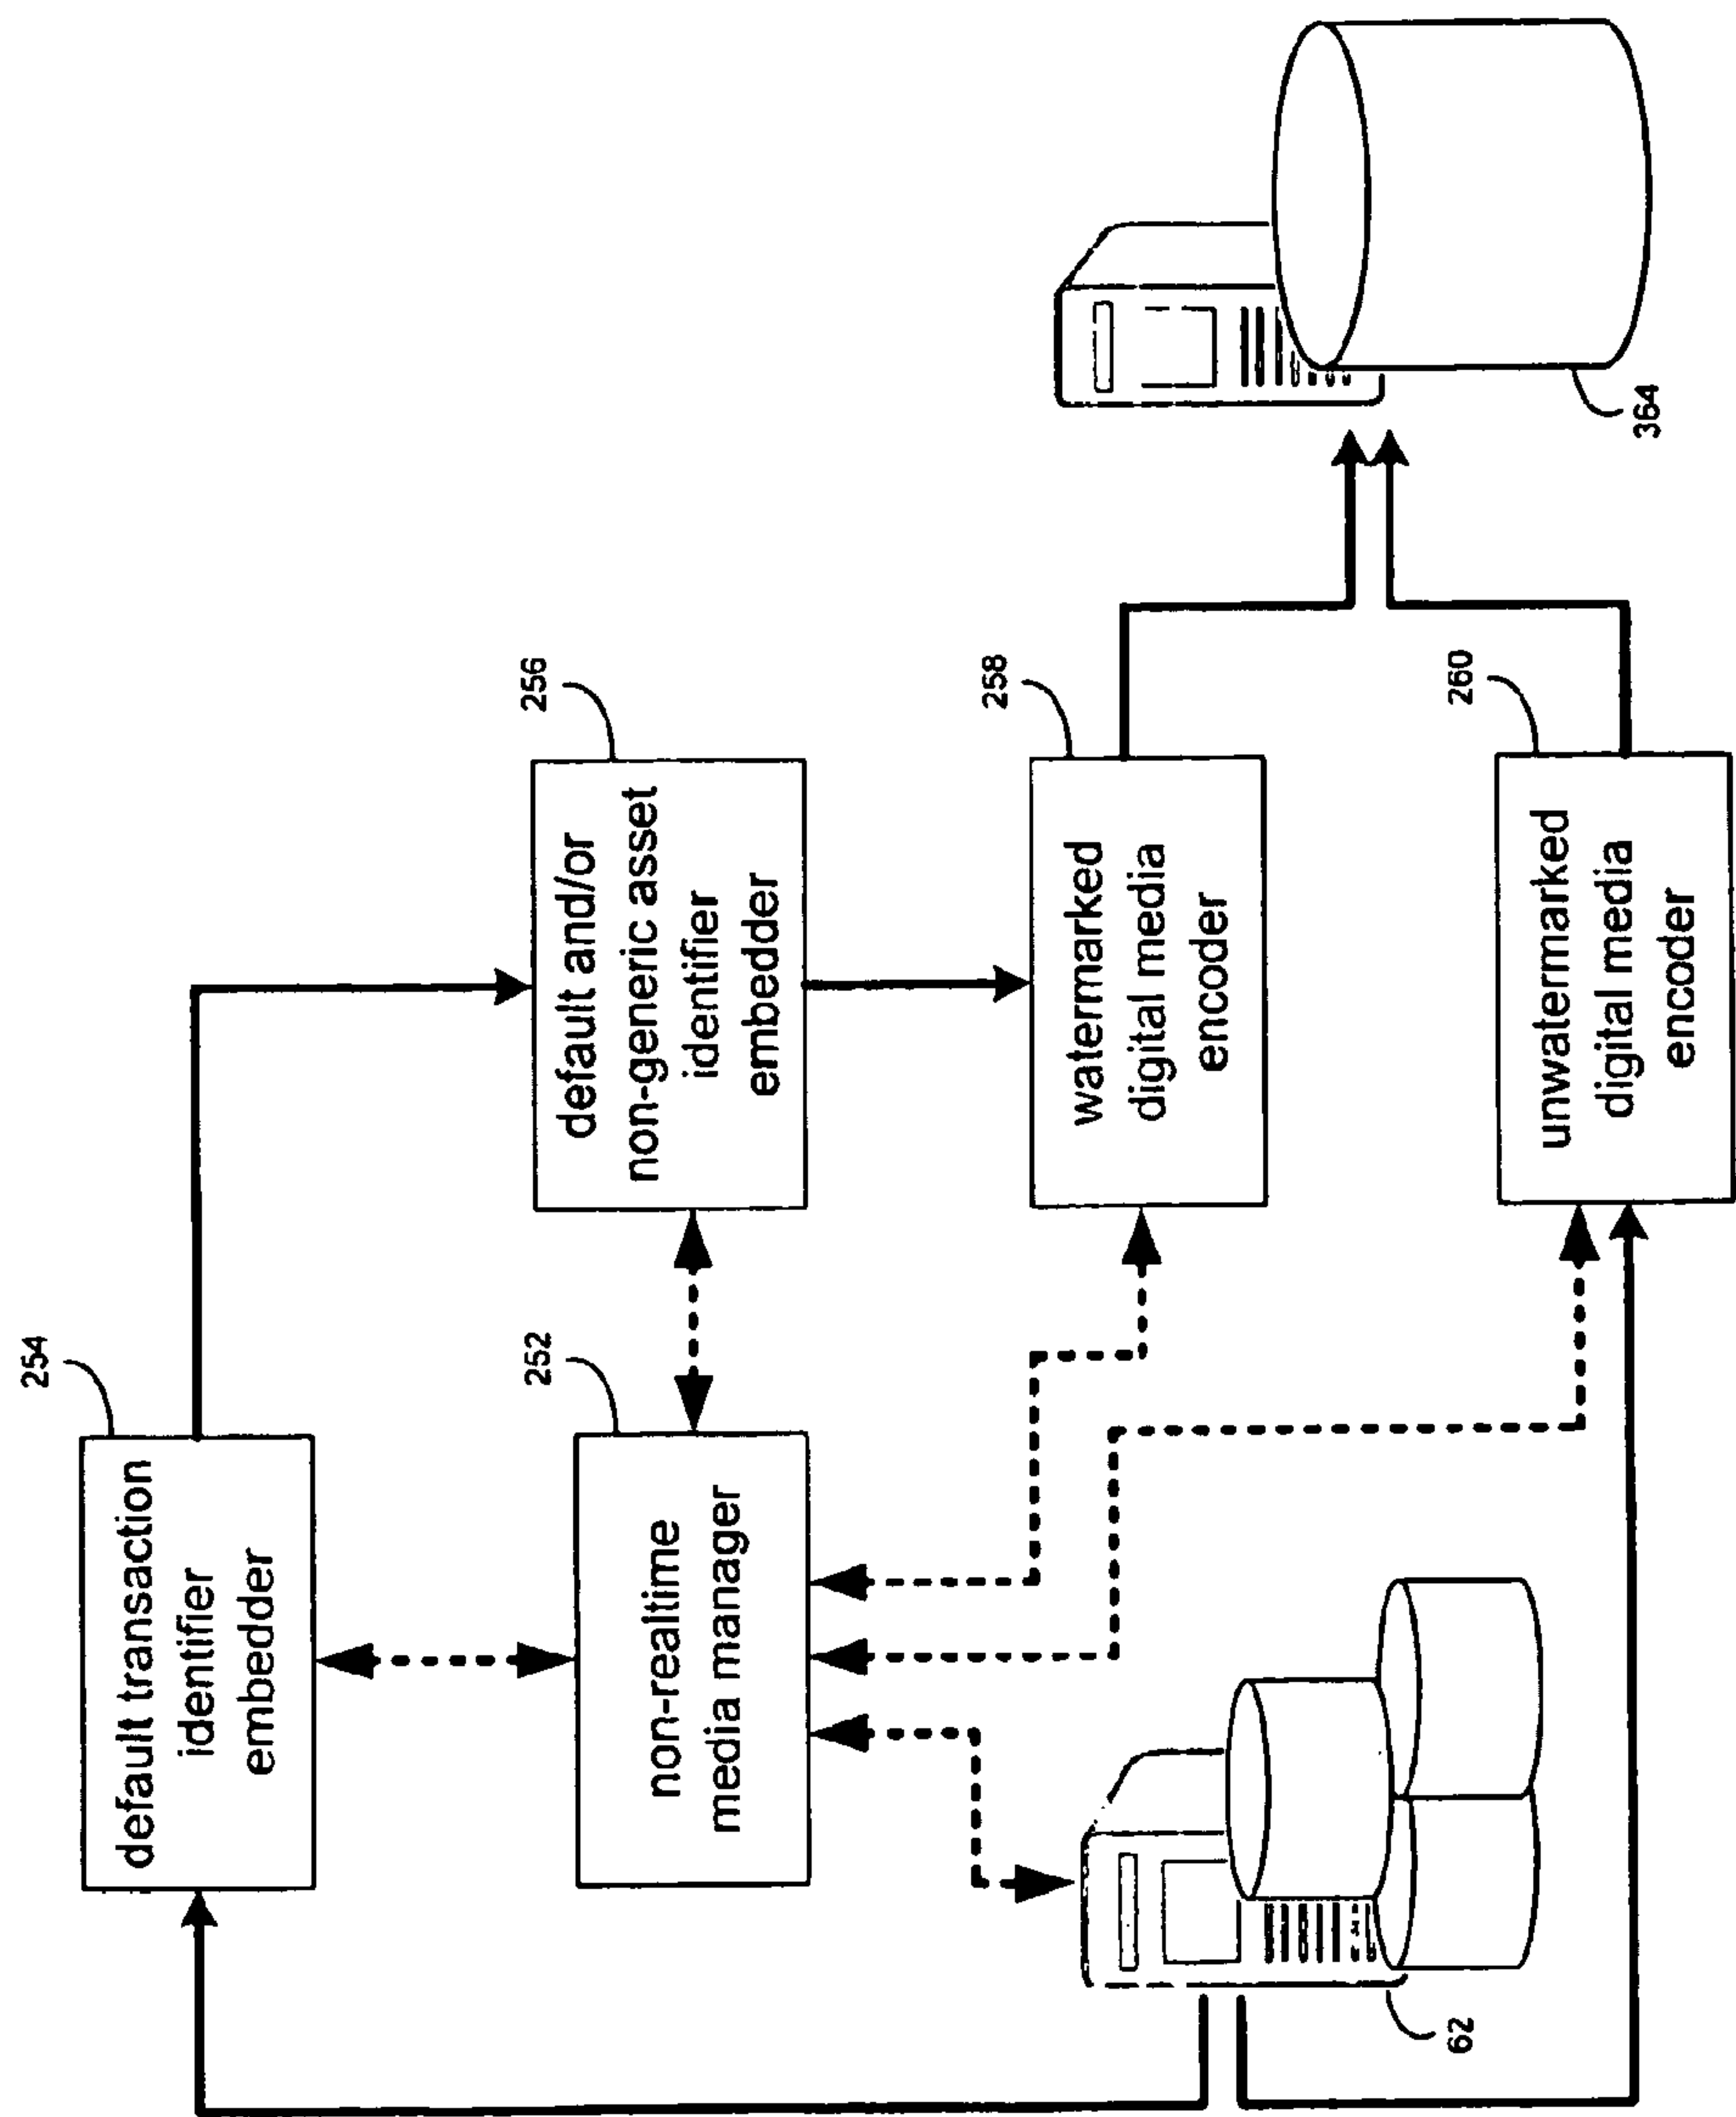 254
default transaction
identifier
embedder
252
non-realtime
media manager
62
256
default and/or
non-generic asset
identifier
embedder
258
watermarked
digital media
encoder
260
unwatermarked
digital media
encoder
364